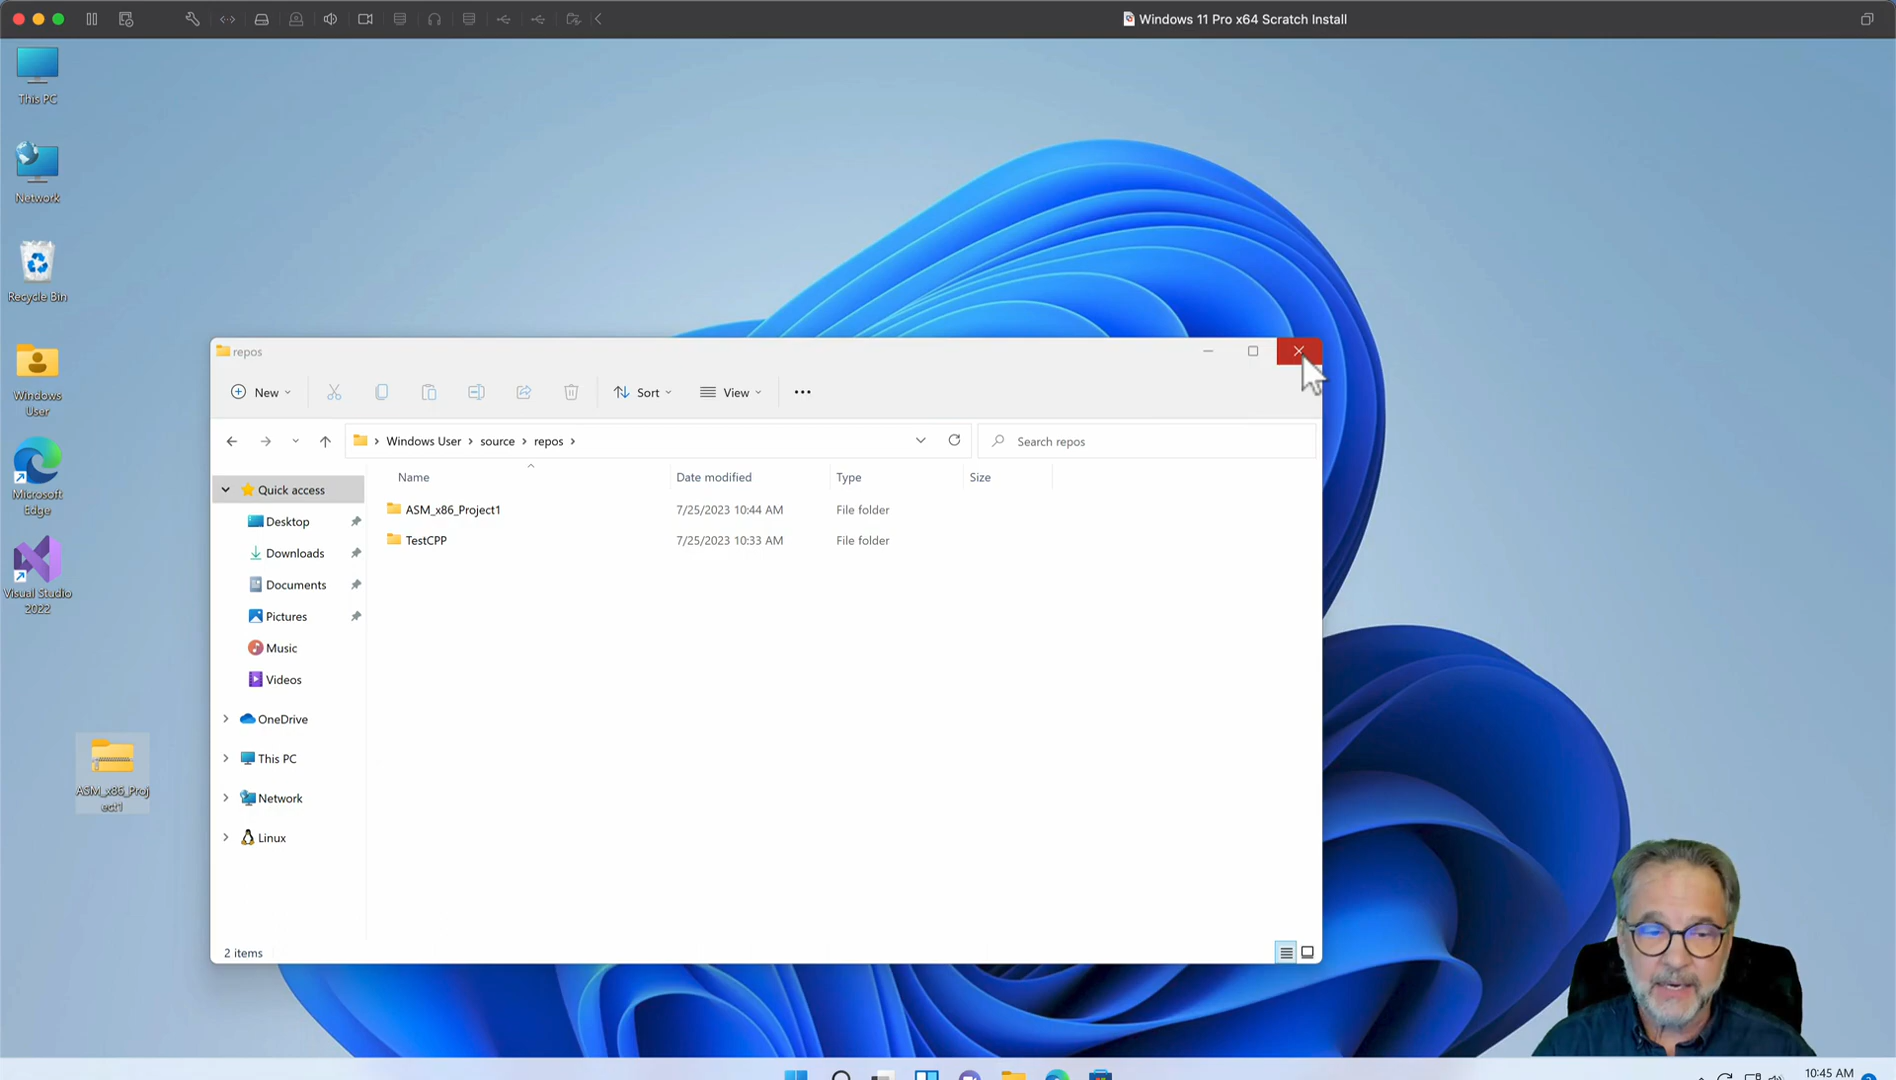 Windows 11 Pro x64 Scratch Install
This PC
Network
Recycle Bin
Windows
User
Microsoft
Edge
Visual Studio
2022
ASM_x86_Proj
ect1
repos
New
Sort
View
Windows User
source
repos
Search repos
Name
Date modified
Type
Size
Quick access
Desktop
Downloads
Documents
Pictures
Music
Videos
OneDrive
This PC
Network
Linux
ASM_x86_Project1
7/25/2023 10:44 AM
File folder
TestCPP
7/25/2023 10:33 AM
File folder
2 items
10:45 AM